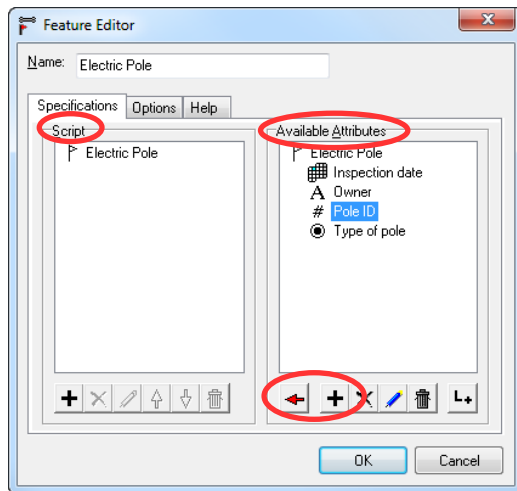 Feature Editor
Name: Electric Pole
Specifications Options Help
Script
Electric Pole
Available Attributes
Electric Pole
Inspection date
A Owner
# Pole ID
Type of pole
OK Cancel